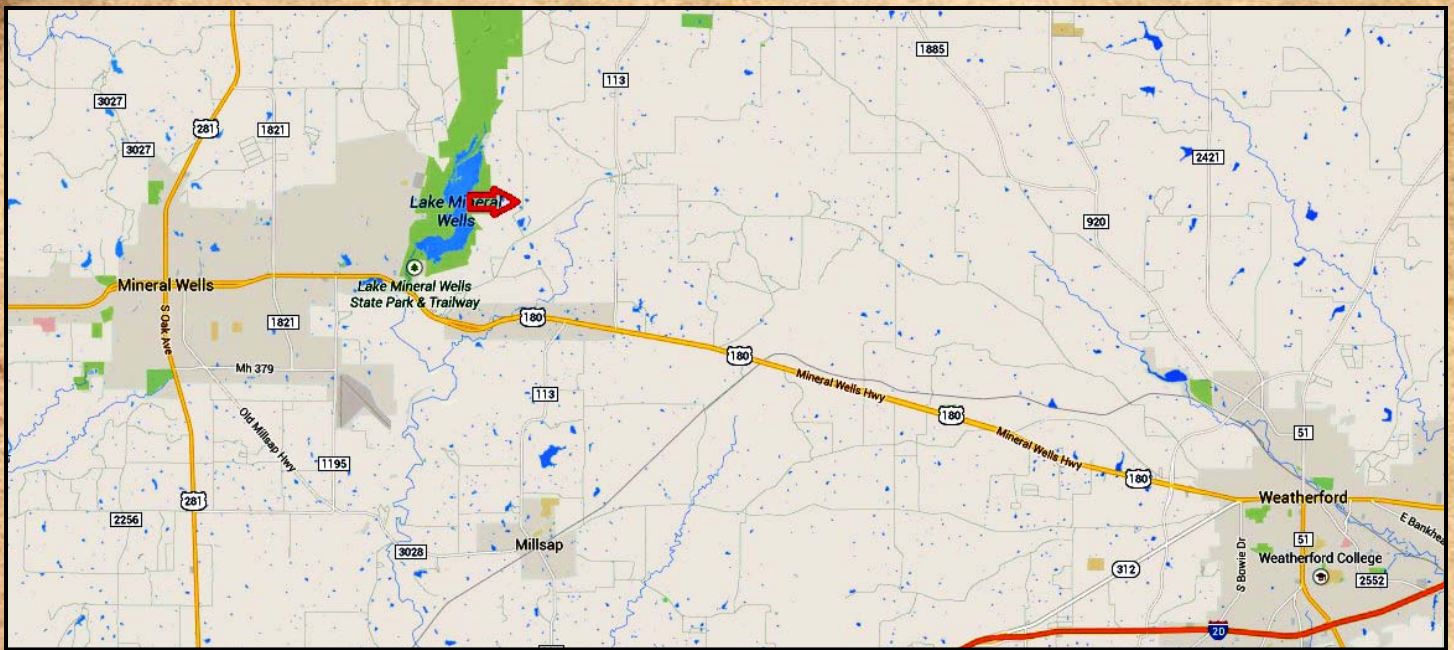 1885
113
3027
281
1821
3027
2421
Lake Mineral
Wells
920
Mineral Wells
Lake Mineral Wells
State Park & Trailway
S Oak Ave
1821
180
180
Mh 379
Mineral Wells Hwy
113
180
Old Millsap Hwy
Mineral Wells Hwy
51
1195
180
281
Weatherford
2256
E Bankhea
Millsap
3028
51
Weatherford College
312
S Bowie Dr
2552
20